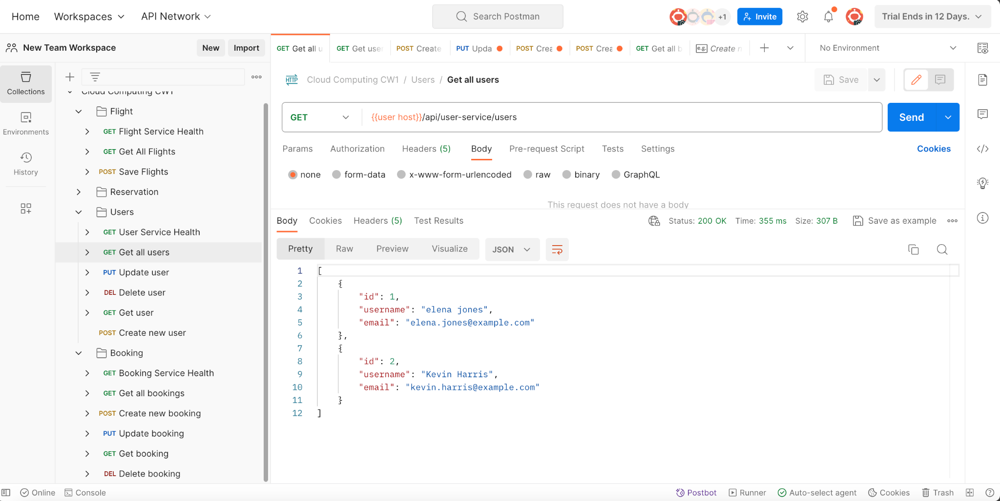 Home Workspaces API Network Search Postman +1 Invite Trial Ends in 12 Days.
New Team Workspace New Import
GET Get all u GET Get use POST Create PUT Upda POST Crea POST Crea GET Get all b e.g. Create n No Environment
Collections
Environments
History
Cloud Computing CW1
Flight
GET Flight Service Health
GET Get All Flights
POST Save Flights
Reservation
Users
GET User Service Health
GET Get all users
PUT Update user
DEL Delete user
GET Get user
POST Create new user
Booking
GET Booking Service Health
GET Get all bookings
POST Create new booking
PUT Update booking
GET Get booking
DEL Delete booking
HTTP Cloud Computing CW1 / Users / Get all users Save
GET {{user host}}/api/user-service/users Send
Params Authorization Headers (5) Body Pre-request Script Tests Settings Cookies
none form-data x-www-form-urlencoded raw binary GraphQL
This request does not have a body
Body Cookies Headers (5) Test Results Status: 200 OK Time: 355 ms Size: 307 B Save as example
Pretty Raw Preview Visualize JSON
1 [
2 {
3 "id": 1,
4 "username": "elena jones",
5 "email": "elena.jones@example.com"
6 },
7 {
8 "id": 2,
9 "username": "Kevin Harris",
10 "email": "kevin.harris@example.com"
11 }
12 ]
Online Console Postbot Runner Auto-select agent Cookies Trash